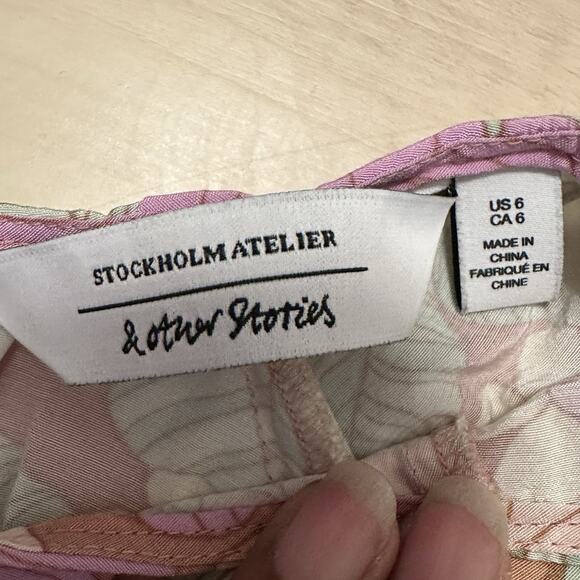 STOCKHOLM ATELIER
& other Stories
US 6
CA 6
MADE IN
CHINA
FABRIQUÉ EN
CHINE